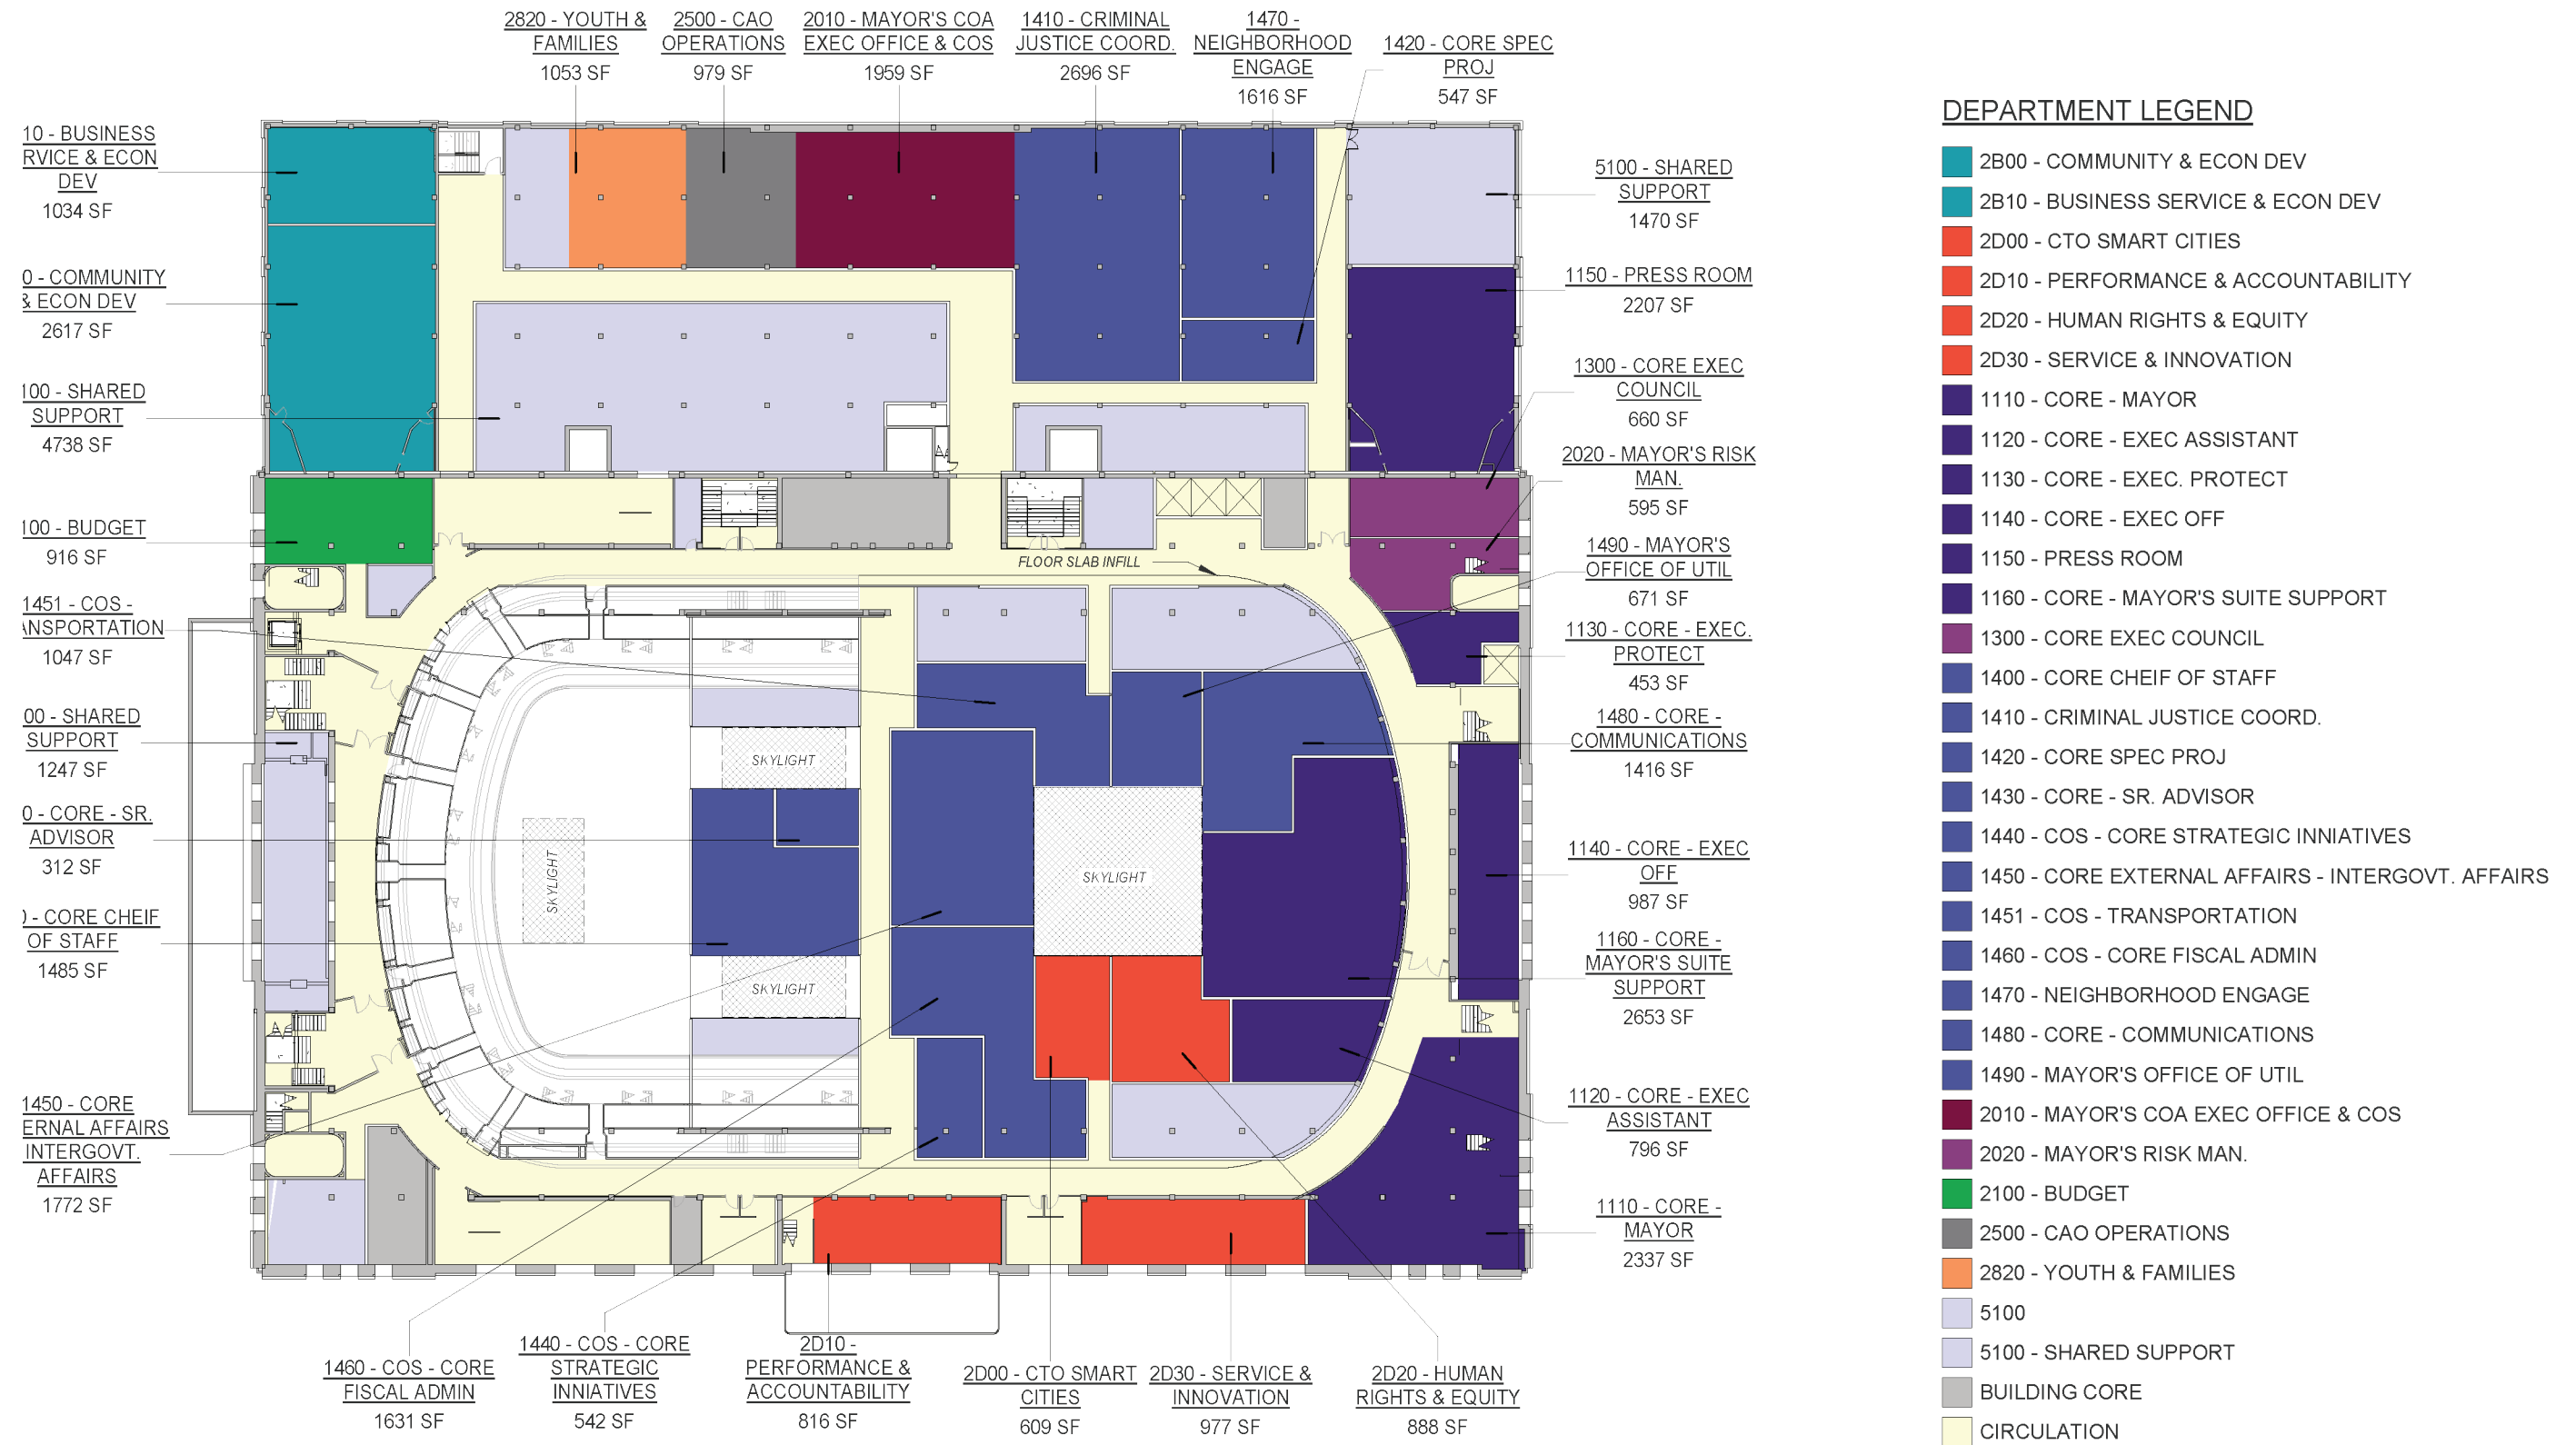 2820 - YOUTH &
FAMILIES
1053 SF
2500 - CAO
OPERATIONS
979 SF
2010 - MAYOR'S COA
EXEC OFFICE & COS
1959 SF
1410 - CRIMINAL
JUSTICE COORD.
2696 SF
1470 -
NEIGHBORHOOD
ENGAGE
1616 SF
1420 - CORE SPEC
PROJ
547 SF
10 - BUSINESS
RVICE & ECON
DEV
1034 SF
0 - COMMUNITY
& ECON DEV
2617 SF
100 - SHARED
SUPPORT
4738 SF
100 - BUDGET
916 SF
1451 - COS -
ANSPORTATION
1047 SF
00 - SHARED
SUPPORT
1247 SF
0 - CORE - SR.
ADVISOR
312 SF
0 - CORE CHEIF
OF STAFF
1485 SF
1450 - CORE
ERNAL AFFAIRS
INTERGOVT.
AFFAIRS
1772 SF
FLOOR SLAB INFILL
SKYLIGHT
SKYLIGHT
SKYLIGHT
SKYLIGHT
5100 - SHARED
SUPPORT
1470 SF
1150 - PRESS ROOM
2207 SF
1300 - CORE EXEC
COUNCIL
660 SF
2020 - MAYOR'S RISK
MAN.
595 SF
1490 - MAYOR'S
OFFICE OF UTIL
671 SF
1130 - CORE - EXEC.
PROTECT
453 SF
1480 - CORE -
COMMUNICATIONS
1416 SF
1140 - CORE - EXEC
OFF
987 SF
1160 - CORE -
MAYOR'S SUITE
SUPPORT
2653 SF
1120 - CORE - EXEC
ASSISTANT
796 SF
1110 - CORE -
MAYOR
2337 SF
1460 - COS - CORE
FISCAL ADMIN
1631 SF
1440 - COS - CORE
STRATEGIC
INNIATIVES
542 SF
2D10 -
PERFORMANCE &
ACCOUNTABILITY
816 SF
2D00 - CTO SMART
CITIES
609 SF
2D30 - SERVICE &
INNOVATION
977 SF
2D20 - HUMAN
RIGHTS & EQUITY
888 SF
DEPARTMENT LEGEND
2B00 - COMMUNITY & ECON DEV
2B10 - BUSINESS SERVICE & ECON DEV
2D00 - CTO SMART CITIES
2D10 - PERFORMANCE & ACCOUNTABILITY
2D20 - HUMAN RIGHTS & EQUITY
2D30 - SERVICE & INNOVATION
1110 - CORE - MAYOR
1120 - CORE - EXEC ASSISTANT
1130 - CORE - EXEC. PROTECT
1140 - CORE - EXEC OFF
1150 - PRESS ROOM
1160 - CORE - MAYOR'S SUITE SUPPORT
1300 - CORE EXEC COUNCIL
1400 - CORE CHEIF OF STAFF
1410 - CRIMINAL JUSTICE COORD.
1420 - CORE SPEC PROJ
1430 - CORE - SR. ADVISOR
1440 - COS - CORE STRATEGIC INNIATIVES
1450 - CORE EXTERNAL AFFAIRS - INTERGOVT. AFFAIRS
1451 - COS - TRANSPORTATION
1460 - COS - CORE FISCAL ADMIN
1470 - NEIGHBORHOOD ENGAGE
1480 - CORE - COMMUNICATIONS
1490 - MAYOR'S OFFICE OF UTIL
2010 - MAYOR'S COA EXEC OFFICE & COS
2020 - MAYOR'S RISK MAN.
2100 - BUDGET
2500 - CAO OPERATIONS
2820 - YOUTH & FAMILIES
5100
5100 - SHARED SUPPORT
BUILDING CORE
CIRCULATION